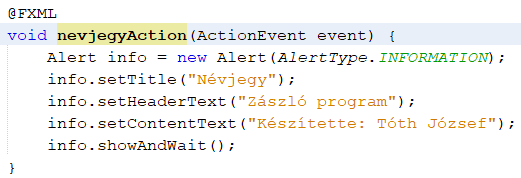 @FXML
void nevjegyAction(ActionEvent event) {
    Alert info = new Alert(AlertType.INFORMATION);
    info.setTitle("Névjegy");
    info.setHeaderText("Zászló program");
    info.setContentText("Készítette: Tóth József");
    info.showAndWait();
}